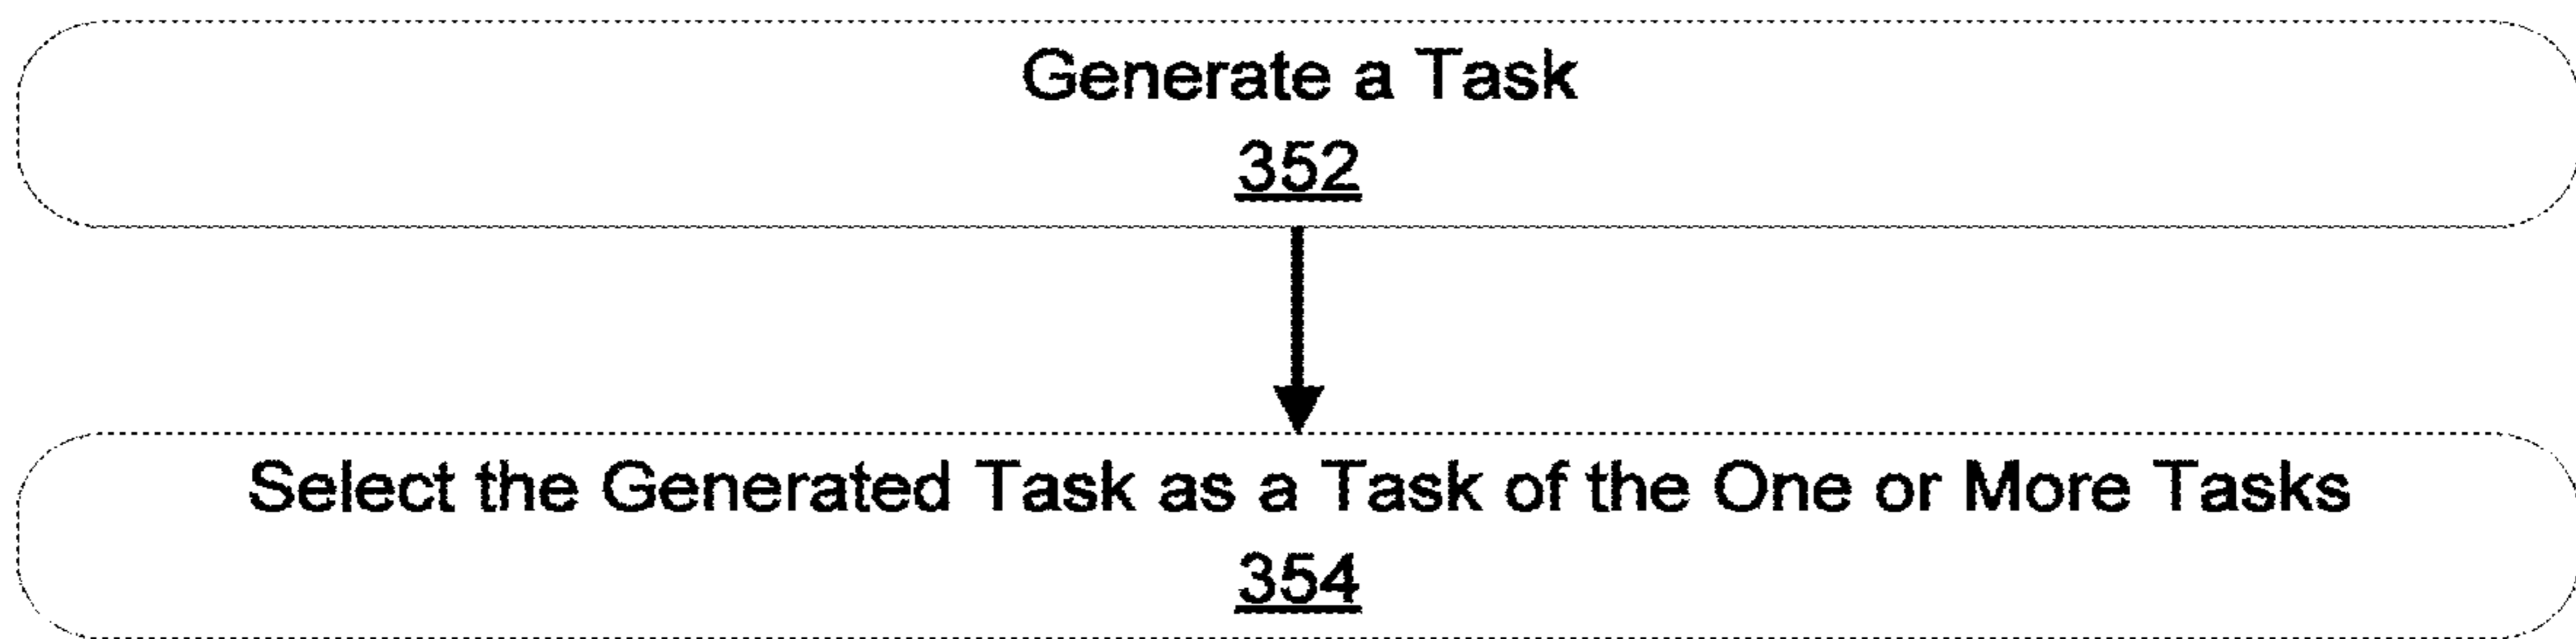 Generate a Task
352
Select the Generated Task as a Task of the One or More Tasks
354